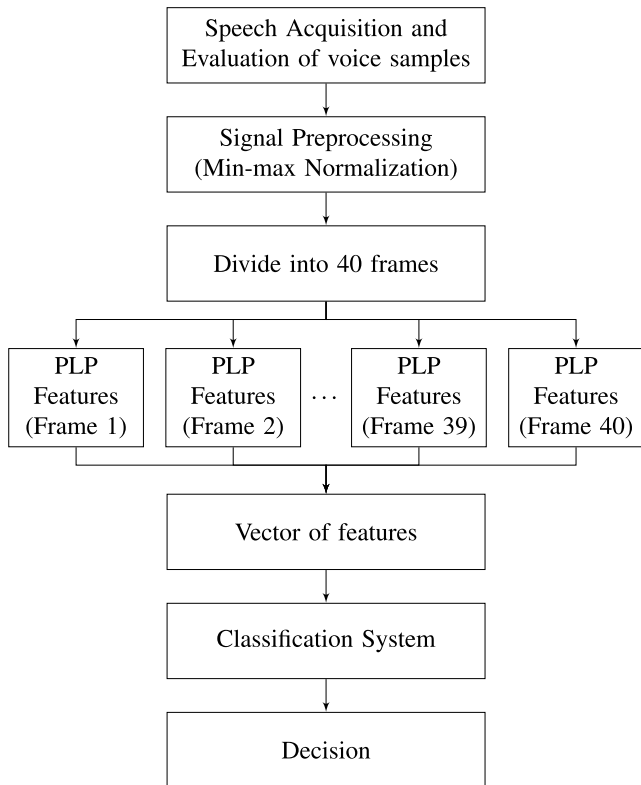 Speech Acquisition and
Evaluation of voice samples
Signal Preprocessing
(Min-max Normalization)
Divide into 40 frames
PLP
Features
(Frame 1)
PLP
Features
(Frame 2)
···
PLP
Features
(Frame 39)
PLP
Features
(Frame 40)
Vector of features
Classification System
Decision